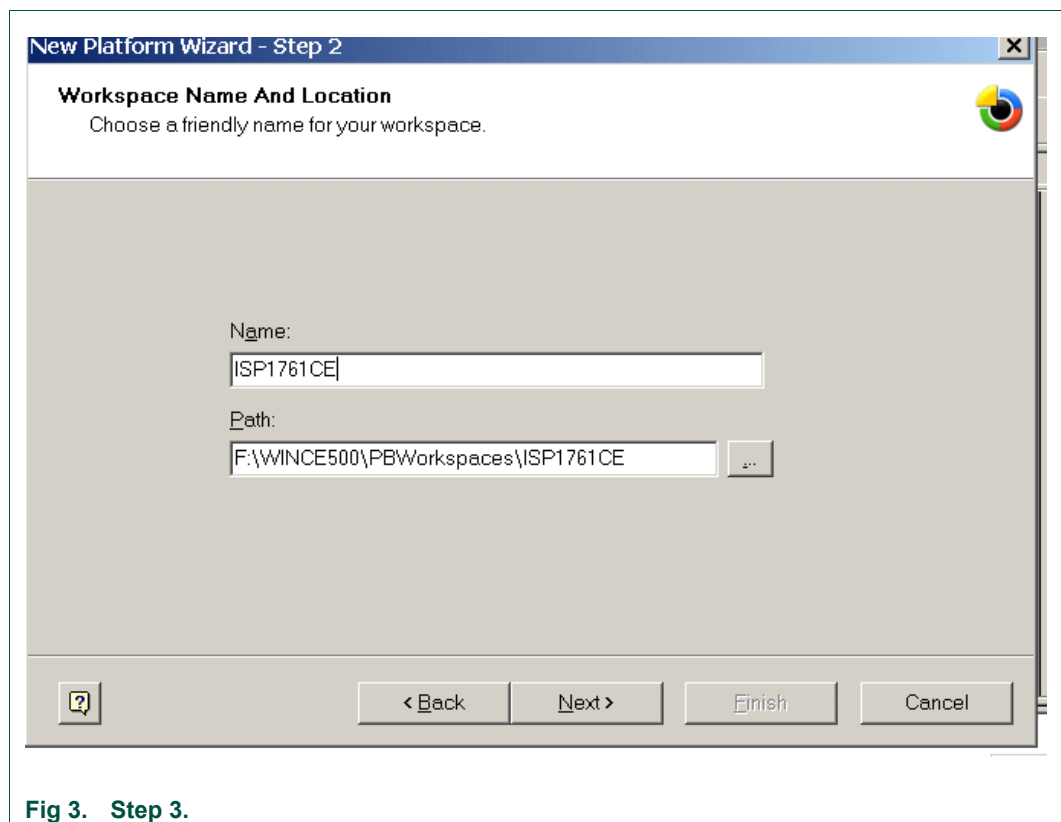 New Platform Wizard - Step 2
Workspace Name And Location
Choose a friendly name for your workspace.
Name:
ISP1761CE
Path:
F:\WINCE500\PBWorkspaces\ISP1761CE
...
< Back
Next >
Finish
Cancel
Fig 3. Step 3.